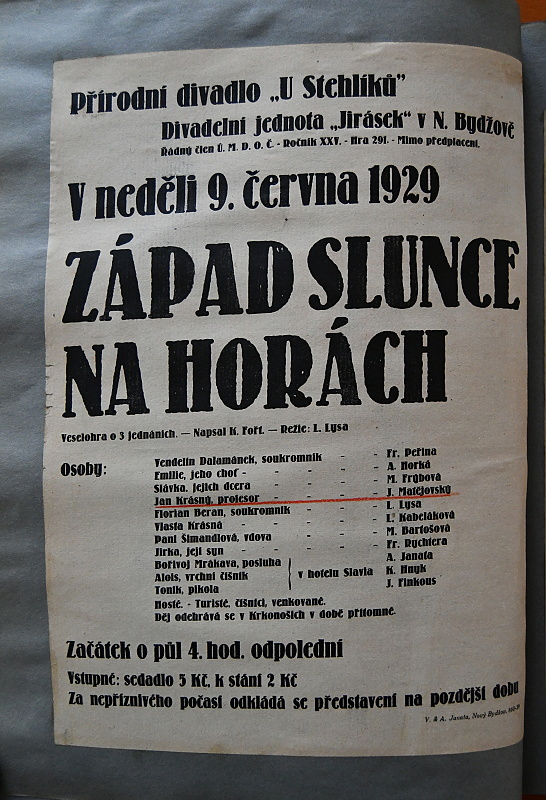 Přírodní divadlo „U Stehlíků”
Divadelní jednota „Jirásek” v N. Bydžově
Řádný člen Ú. M. D. O. Č. - Ročník XXV. - Hra 291. - Mimo předplacení.
V neděli 9. června 1929
ZÁPAD SLUNCE
NA HORÁCH
Veselohra o 3 jednáních. — Napsal K. Fořt. — Režie: L. Lysa
Osoby:
Vendelín Dalamánek, soukromník - - Fr. Peřina
Emilie, jeho choť - - - - - A. Horká
Slávka, jejich dcera - - - - M. Frýbová
Jan Krásný, profesor - - - - J. Matějovský
Florian Beran, soukromník - - - L. Lysa
Vlasta Krásná - - - - - L. Kabeláková
Paní Šimandlová, vdova - - - M. Bartošová
Jirka, její syn - - - - - Fr. Rychtera
Bořivoj Mrákava, posluha A. Janata
Alois, vrchní číšník } v hotelu Slavia - K. Hnyk
Toník, pikola J. Finkous
Hosté. - Turisté, číšníci, venkované.
Děj odehrává se v Krkonoších v době přítomné.
Začátek o půl 4. hod. odpolední
Vstupné: sedadlo 5 Kč, k stání 2 Kč
Za nepříznivého počasí odkládá se představení na pozdější dobu
V. & A. Janata, Nový Bydžov.